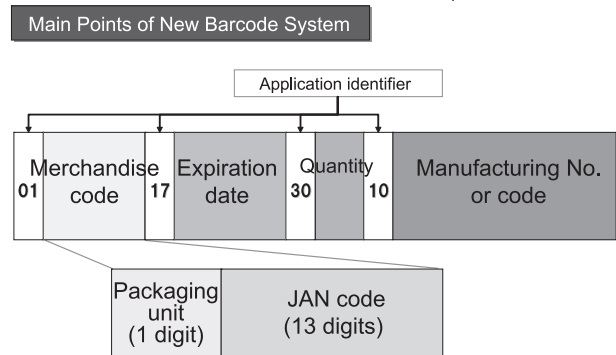 Main Points of New Barcode System
Application identifier
01
Merchandise
code
17
Expiration
date
30
Quantity
10
Manufacturing No.
or code
Packaging
unit
(1 digit)
JAN code
(13 digits)